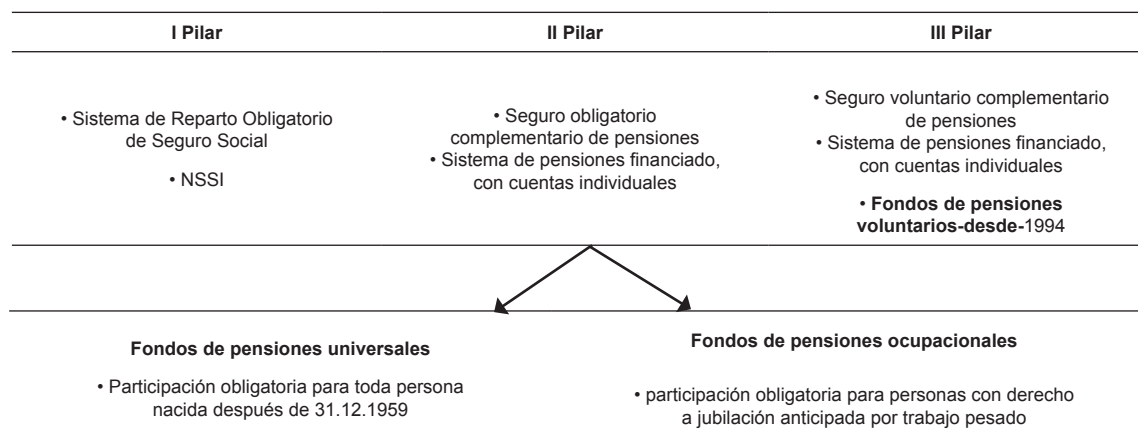 I Pilar
II Pilar
III Pilar
• Sistema de Reparto Obligatorio
de Seguro Social
• NSSI
• Seguro obligatorio
complementario de pensiones
• Sistema de pensiones financiado,
con cuentas individuales
• Seguro voluntario complementario
de pensiones
• Sistema de pensiones financiado,
con cuentas individuales
• Fondos de pensiones
voluntarios-desde-1994
Fondos de pensiones universales
• Participación obligatoria para toda persona
nacida después de 31.12.1959
Fondos de pensiones ocupacionales
• participación obligatoria para personas con derecho
a jubilación anticipada por trabajo pesado